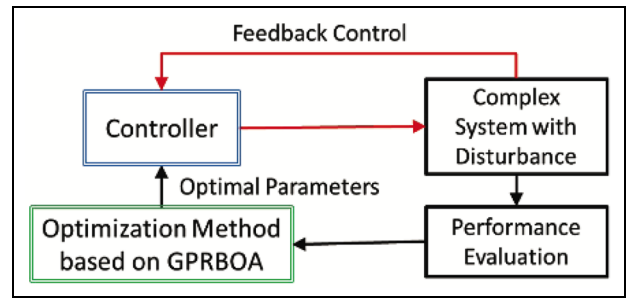 Feedback Control
Controller
Complex
System with
Disturbance
Optimal Parameters
Optimization Method
based on GPRBOA
Performance
Evaluation